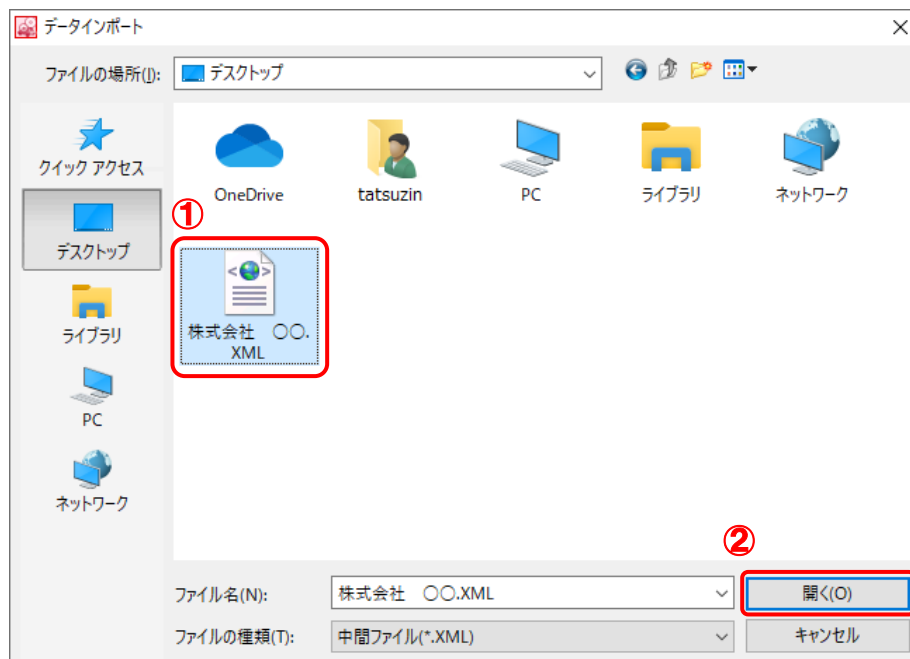 データインポート
ファイルの場所(I):
デスクトップ
クイック アクセス
デスクトップ
ライブラリ
PC
ネットワーク
OneDrive
tatsuzin
PC
ライブラリ
ネットワーク
①
株式会社　〇〇.
XML
②
ファイル名(N):
株式会社　〇〇.XML
開く(O)
ファイルの種類(T):
中間ファイル(*.XML)
キャンセル